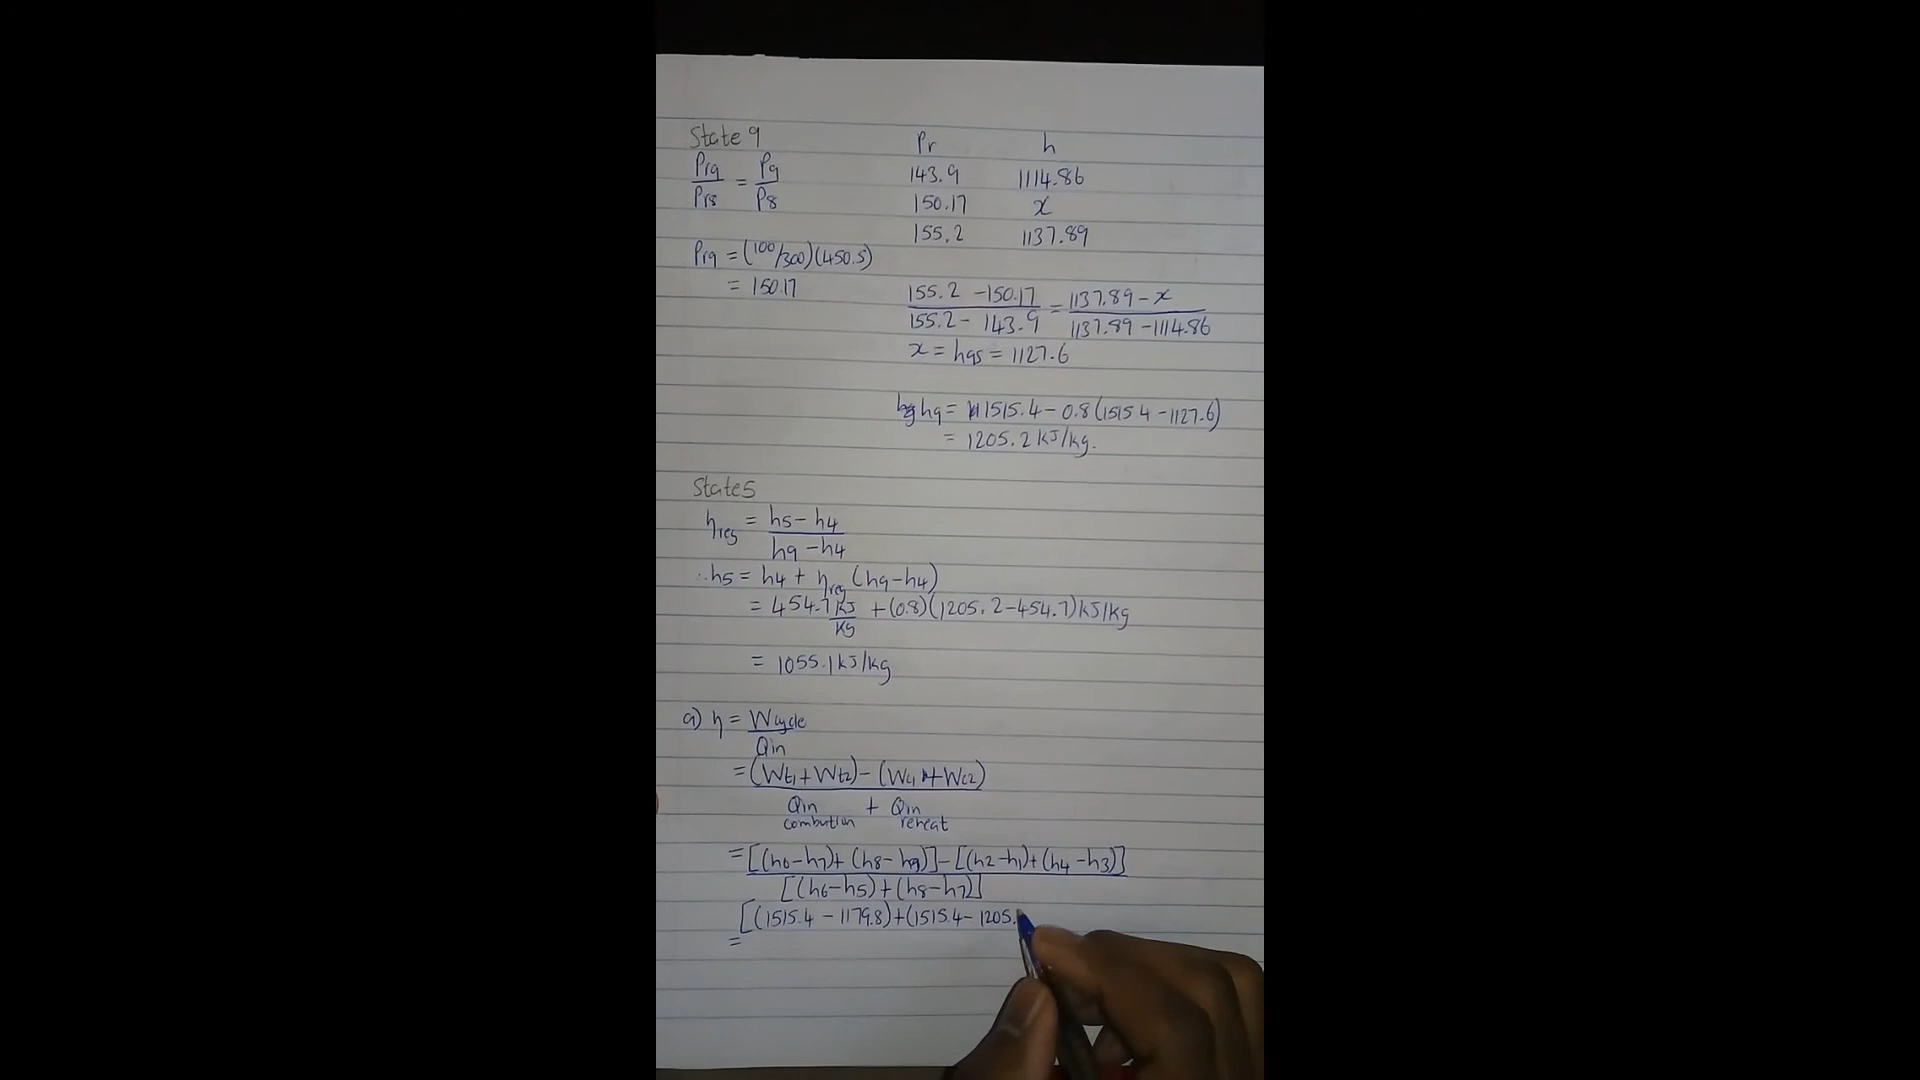 State 9
Pr9/Pr8 = P9/P8
Pr9 = (100/300)(450.5)
= 150.17
Pr h
143.9 1114.86
150.17 x
155.2 1137.89
155.2 - 150.17 / 155.2 - 143.9 = 1137.89 - x / 1137.89 - 1114.86
x = h9s = 1127.6
h9 = 1515.4 - 0.8(1515.4 - 1127.6)
= 1205.2 kJ/kg.
State 5
ηreg = h5 - h4 / h9 - h4
∴ h5 = h4 + ηreg (h9 - h4)
= 454.7 kJ/kg + (0.8)(1205.2 - 454.7) kJ/kg
= 1055.1 kJ/kg
a) η = Wcycle / Qin
= (Wt1 + Wt2) - (Wc1 + Wc2)
Qin combution + Qin reheat
= [(h6 - h7) + (h8 - h9)] - [(h2 - h1) + (h4 - h3)]
[(h6 - h5) + (h8 - h7)]
= [(1515.4 - 1179.8) + (1515.4 - 1205.